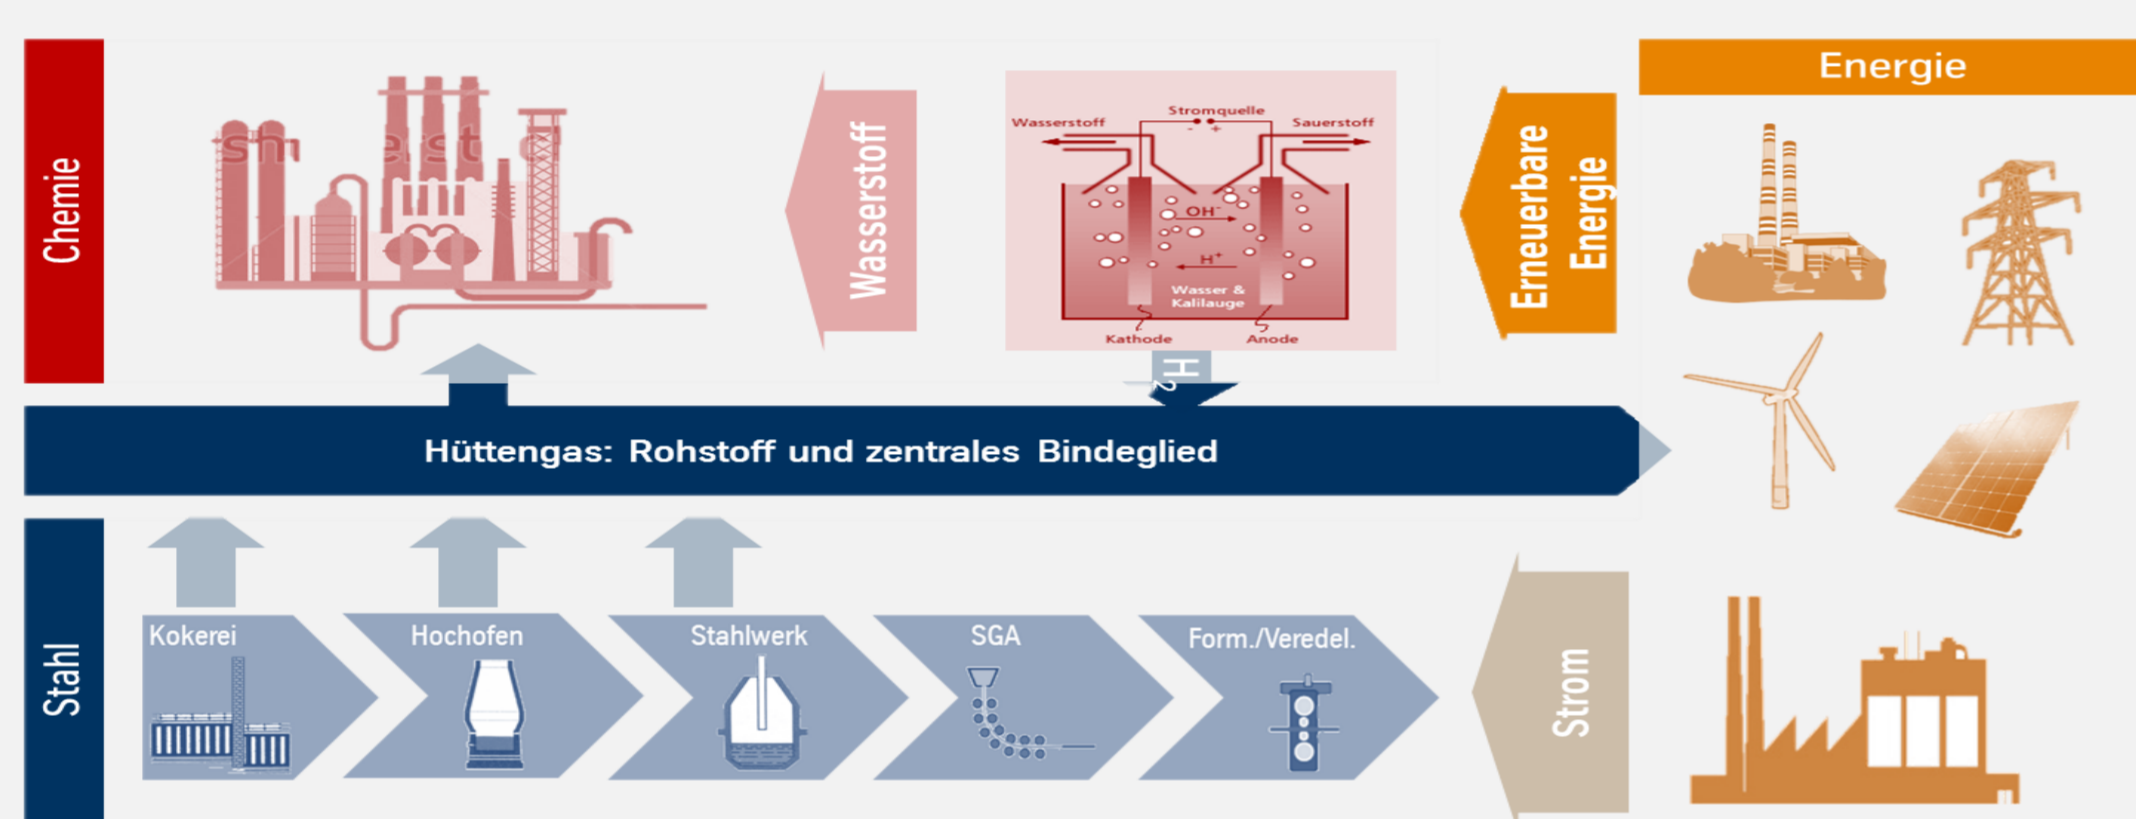 Energie
Chemie
Wasserstoff
Stromquelle
Wasserstoff
Sauerstoff
- +
OH-
H+
Wasser &
Kalilauge
Kathode
Anode
Erneuerbare
Energie
H2
Hüttengas: Rohstoff und zentrales Bindeglied
Stahl
Kokerei
Hochofen
Stahlwerk
SGA
Form./Veredel.
Strom